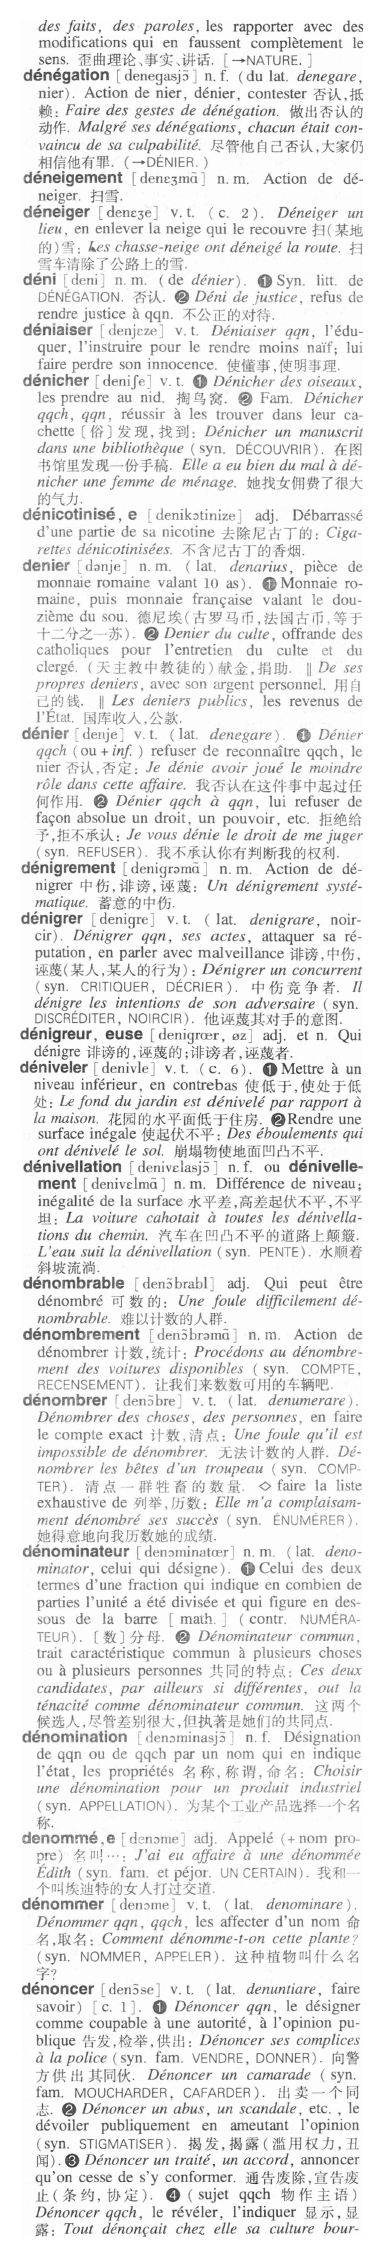 des faits, des paroles, les rapporter avec des
modifications qui en faussent complètement le
sens. 歪曲理论、事实、讲话. [→NATURE. ]
dénégation [denegasjɔ̃] n. f. (du lat. denegare,
nier). Action de nier, dénier, contester 否认,抵
赖: Faire des gestes de dénégation. 做出否认的
动作. Malgré ses dénégations, chacun était con-
vaincu de sa culpabilité. 尽管他自己否认,大家仍
相信他有罪. (→DÉNIER. )
déneigement [denɛʒmɑ̃] n. m. Action de dé-
neiger. 扫雪.
déneiger [denɛʒe] v. t. (c. 2). Déneiger un
lieu, en enlever la neige qui le recouvre 扫(某地
的)雪: Les chasse-neige ont déneigé la route. 扫
雪车清除了公路上的雪.
déni [deni] n. m. (de dénier). ❶ Syn. litt. de
DÉNÉGATION. 否认. ❷ Déni de justice, refus de
rendre justice à qqn. 不公正的对待.
déniaiser [denjɛze] v. t. Déniaiser qqn, l'édu-
quer, l'instruire pour le rendre moins naïf; lui
faire perdre son innocence. 使懂事,使明事理.
dénicher [deniʃe] v. t. ❶ Dénicher des oiseaux,
les prendre au nid. 掏鸟窝. ❷ Fam. Dénicher
qqch, qqn, réussir à les trouver dans leur ca-
chette [俗]发现,找到: Dénicher un manuscrit
dans une bibliothèque (syn. DÉCOUVRIR). 在图
书馆里发现一份手稿. Elle a eu bien du mal à dé-
nicher une femme de ménage. 她找女佣费了很大
的气力.
dénicotinisé, e [denikɔtinize] adj. Débarrassé
d'une partie de sa nicotine 去除尼古丁的: Ciga-
rettes dénicotinisées. 不含尼古丁的香烟.
denier [dənje] n. m. (lat. denarius, pièce de
monnaie romaine valant 10 as). ❶ Monnaie ro-
maine, puis monnaie française valant le dou-
zième du sou. 德尼埃(古罗马币,法国古币,等于
十二分之一苏). ❷ Denier du culte, offrande des
catholiques pour l'entretien du culte et du
clergé. (天主教中教徒的)献金,捐助. ‖ De ses
propres deniers, avec son argent personnel. 用自
己的钱. ‖ Les deniers publics, les revenus de
l'État. 国库收入,公款.
dénier [denje] v. t. (lat. denegare). ❶ Dénier
qqch (ou + inf. ) refuser de reconnaître qqch, le
nier 否认,否定: Je dénie avoir joué le moindre
rôle dans cette affaire. 我否认在这件事中起过任
何作用. ❷ Dénier qqch à qqn, lui refuser de
façon absolue un droit, un pouvoir, etc. 拒绝给
予,拒不承认: Je vous dénie le droit de me juger
(syn. REFUSER). 我不承认你有判断我的权利.
dénigrement [denigrəmɑ̃] n. m. Action de dé-
nigrer 中伤,诽谤,诬蔑: Un dénigrement systé-
matique. 蓄意的中伤.
dénigrer [denigre] v. t. (lat. denigrare, noir-
cir). Dénigrer qqn, ses actes, attaquer sa ré-
putation, en parler avec malveillance 诽谤,中伤,
诬蔑(某人,某人的行为): Dénigrer un concurrent
(syn. CRITIQUER, DÉCRIER). 中伤竞争者. Il
dénigre les intentions de son adversaire (syn.
DISCRÉDITER, NOIRCIR). 他诬蔑其对手的意图.
dénigreur, euse [denigrœr, øz] adj. et n. Qui
dénigre 诽谤的,诬蔑的;诽谤者,诬蔑者.
déniveler [denivle] v. t. (c. 6). ❶ Mettre à un
niveau inférieur, en contrebas 使低于,使处于低
处: Le fond du jardin est dénivelé par rapport à
la maison. 花园的水平面低于住房. ❷ Rendre une
surface inégale 使起伏不平: Des éboulements qui
ont dénivelé le sol. 崩塌物使地面凹凸不平.
dénivellation [denivɛlasjɔ̃] n. f. ou dénivelle-
ment [denivɛlmɑ̃] n. m. Différence de niveau;
inégalité de la surface 水平差,高差起伏不平,不平
坦: La voiture cahotait à toutes les dénivella-
tions du chemin. 汽车在凹凸不平的道路上颠簸.
L'eau suit la dénivellation (syn. PENTE). 水顺着
斜坡流淌.
dénombrable [denɔ̃brabl] adj. Qui peut être
dénombré 可数的: Une foule difficilement dé-
nombrable. 难以计数的人群.
dénombrement [denɔ̃brəmɑ̃] n. m. Action de
dénombrer 计数,统计: Procédons au dénombre-
ment des voitures disponibles (syn. COMPTE,
RECENSEMENT). 让我们来数数可用的车辆吧.
dénombrer [denɔ̃bre] v. t. (lat. denumerare).
Dénombrer des choses, des personnes, en faire
le compte exact 计数,清点: Une foule qu'il est
impossible de dénombrer. 无法计数的人群. Dé-
nombrer les bêtes d'un troupeau (syn. COMP-
TER). 清点一群牲畜的数量. ◇ faire la liste
exhaustive de 列举,历数: Elle m'a complaisam-
ment dénombré ses succès (syn. ÉNUMÉRER).
她得意地向我历数她的成绩.
dénominateur [denɔminatœr] n. m. (lat. deno-
minator, celui qui désigne). ❶ Celui des deux
termes d'une fraction qui indique en combien de
parties l'unité a été divisée et qui figure en des-
sous de la barre [math. ] (contr. NUMÉRA-
TEUR). [数]分母. ❷ Dénominateur commun,
trait caractéristique commun à plusieurs choses
ou à plusieurs personnes 共同的特点: Ces deux
candidates, par ailleurs si différentes, out la
ténacité comme dénominateur commun. 这两个
候选人,尽管差别很大,但执著是她们的共同点.
dénomination [denɔminasjɔ̃] n. f. Désignation
de qqn ou de qqch par un nom qui en indique
l'état, les propriétés 名称,称谓,命名: Choisir
une dénomination pour un produit industriel
(syn. APPELLATION). 为某个工业产品选择一个名
称.
denommé,e [denɔme] adj. Appelé (+ nom pro-
pre) 名叫…: J'ai eu affaire à une dénommée
Édith (syn. fam. et péjor. UN CERTAIN). 我和一
个叫埃迪特的女人打过交道.
dénommer [denɔme] v. t. (lat. denominare).
Dénommer qqn, qqch, les affecter d'un nom 命
名,取名: Comment dénomme-t-on cette plante?
(syn. NOMMER, APPELER). 这种植物叫什么名
字?
dénoncer [denɔ̃se] v. t. (lat. denuntiare, faire
savoir) [c. 1]. ❶ Dénoncer qqn, le désigner
comme coupable à une autorité, à l'opinion pu-
blique 告发,检举,供出: Dénoncer ses complices
à la police (syn. fam. VENDRE, DONNER). 向警
方供出其同伙. Dénoncer un camarade (syn.
fam. MOUCHARDER, CAFARDER). 出卖一个同
志. ❷ Dénoncer un abus, un scandale, etc. , le
dévoiler publiquement en ameutant l'opinion
(syn. STIGMATISER). 揭发,揭露(滥用权力,丑
闻). ❸ Dénoncer un traité, un accord, annoncer
qu'on cesse de s'y conformer. 通告废除,宣告废
止(条约,协定). ❹ (sujet qqch 物作主语)
Dénoncer qqch, le révéler, l'indiquer 显示,显
露: Tout dénonçait chez elle sa culture bour-